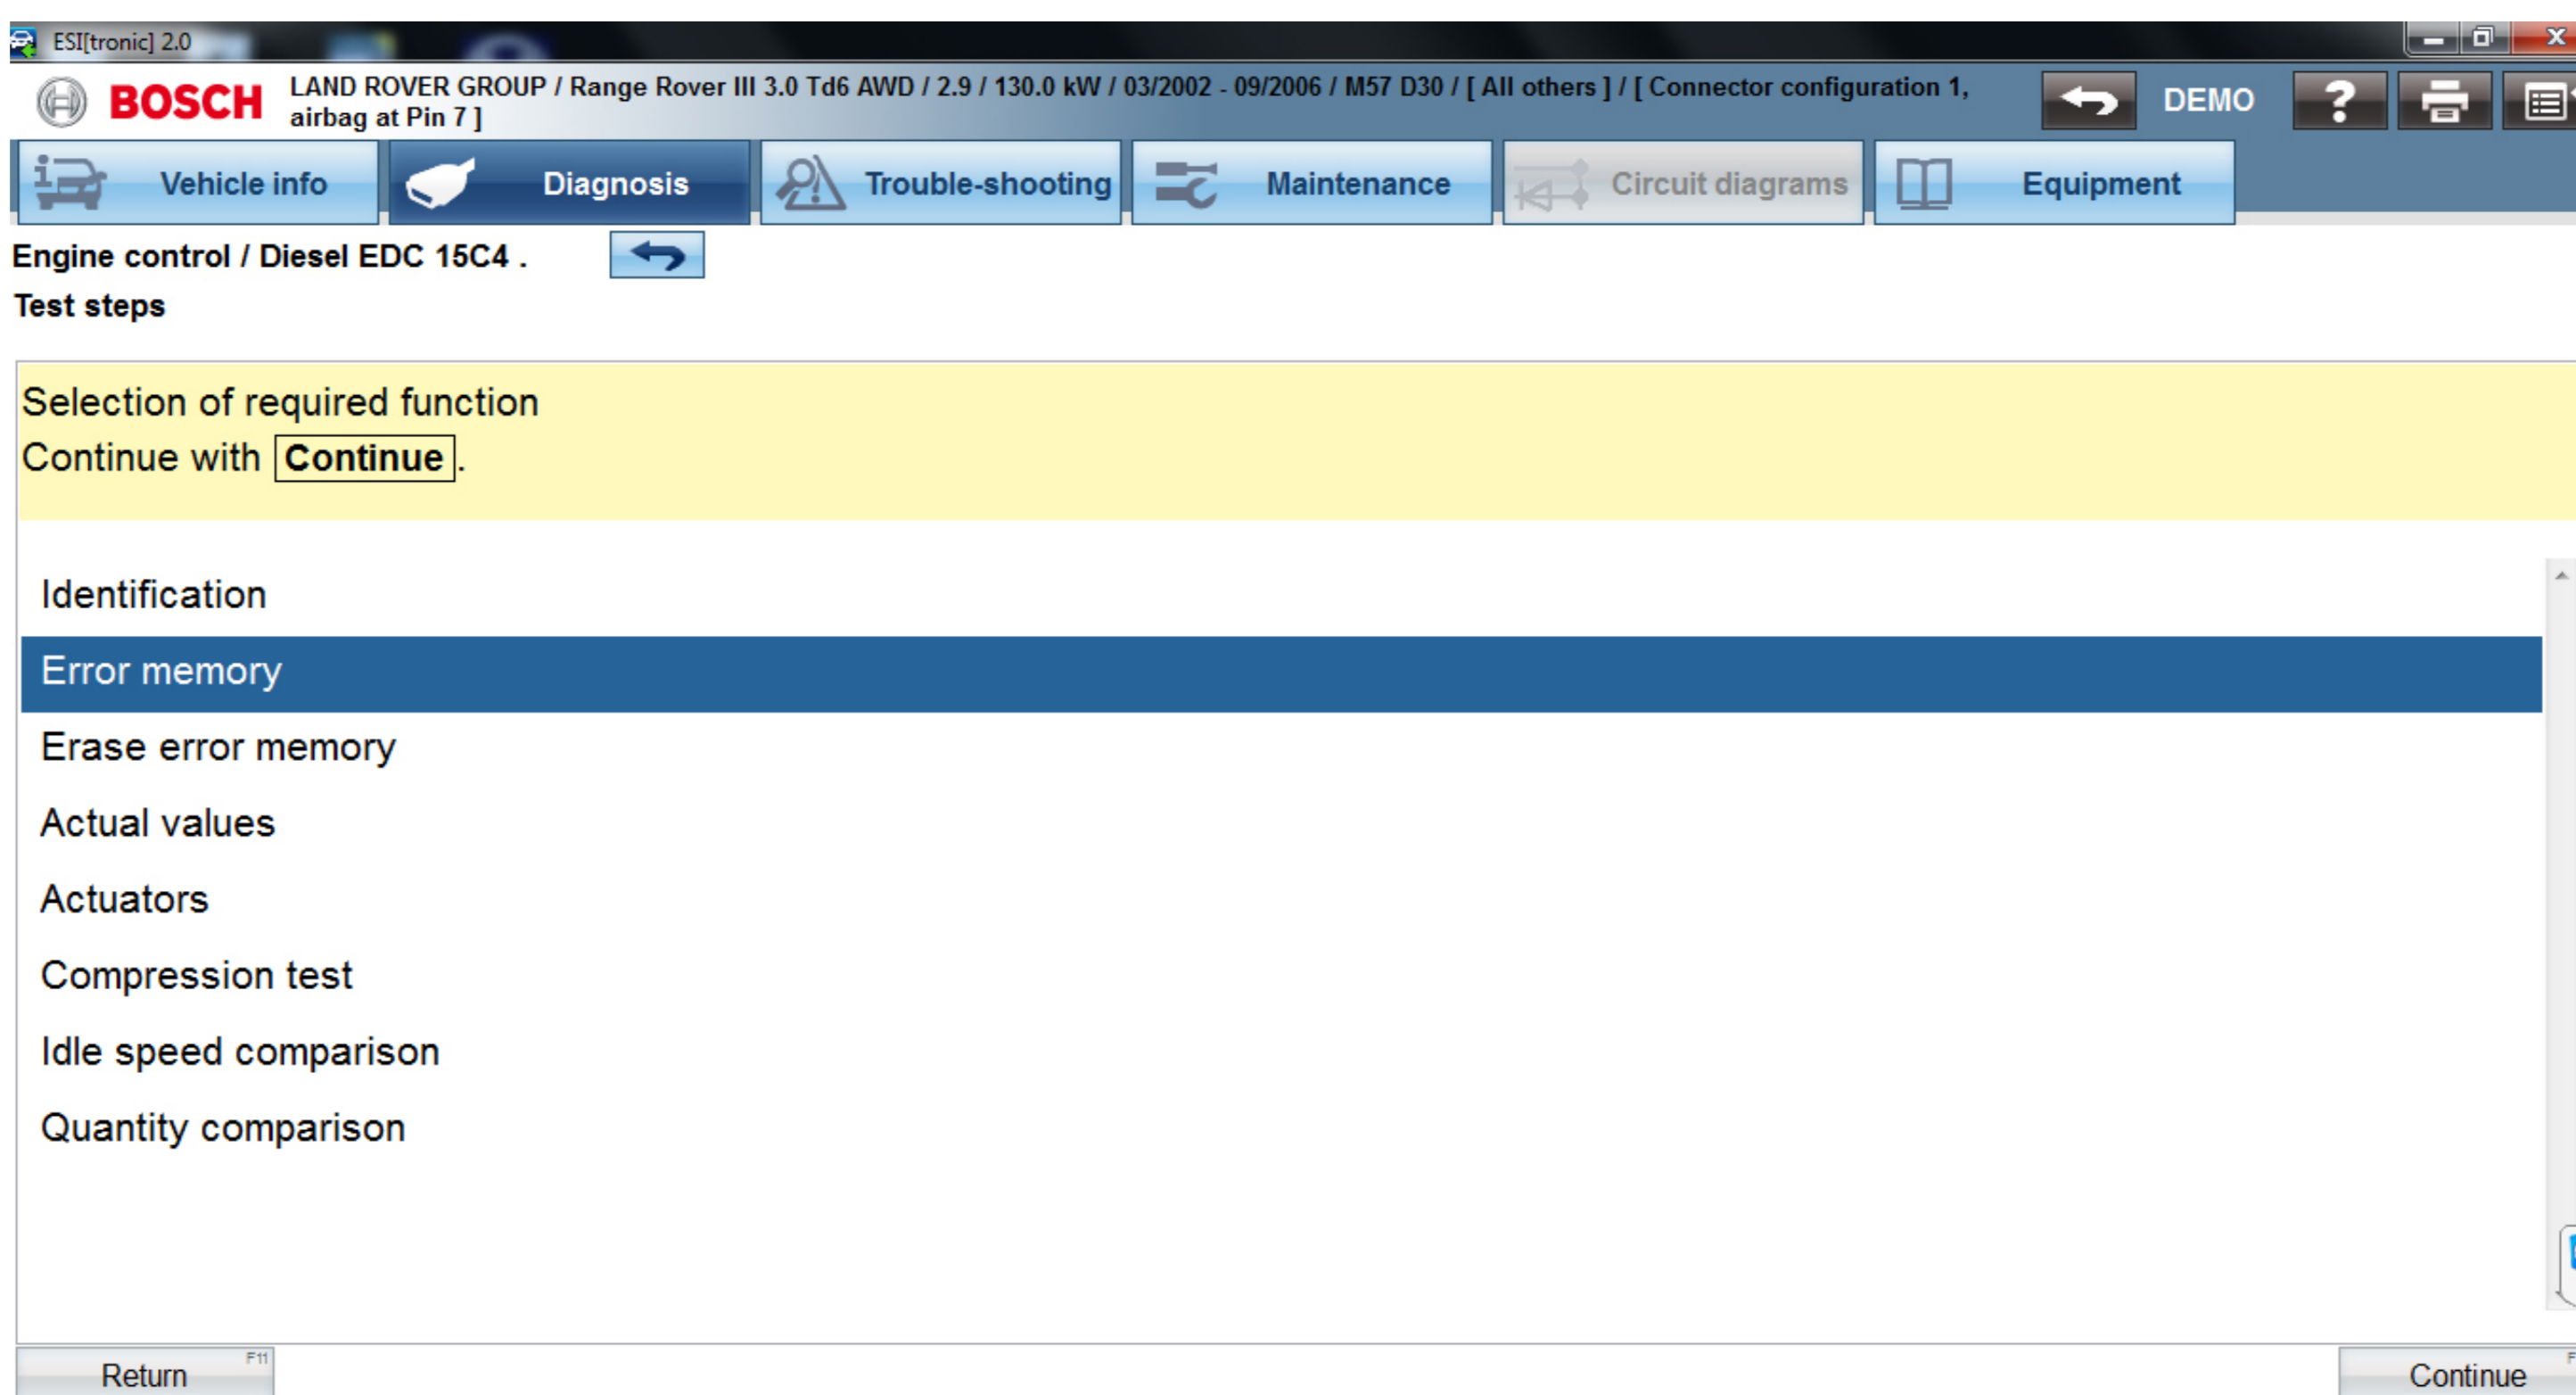 ESI[tronic] 2.0
BOSCH
LAND ROVER GROUP / Range Rover III 3.0 Td6 AWD / 2.9 / 130.0 kW / 03/2002 - 09/2006 / M57 D30 / [ All others ] / [ Connector configuration 1,
airbag at Pin 7 ]
DEMO
?
Vehicle info
Diagnosis
Trouble-shooting
Maintenance
Circuit diagrams
Equipment
Engine control / Diesel EDC 15C4 .
Test steps
Selection of required function
Continue with Continue.
Identification
Error memory
Erase error memory
Actual values
Actuators
Compression test
Idle speed comparison
Quantity comparison
Return F11
Continue